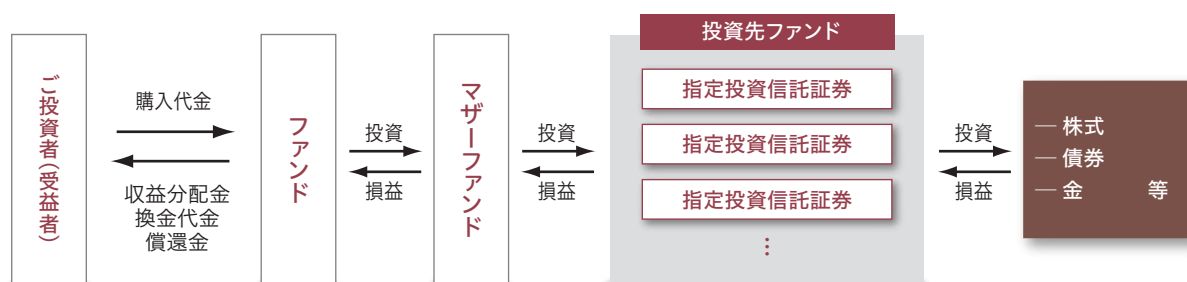 ご投資者(受益者)
購入代金
収益分配金
換金代金
償還金
ファンド
投資
損益
マザーファンド
投資
損益
投資先ファンド
指定投資信託証券
指定投資信託証券
指定投資信託証券
⋮
投資
損益
― 株式
― 債券
― 金 等